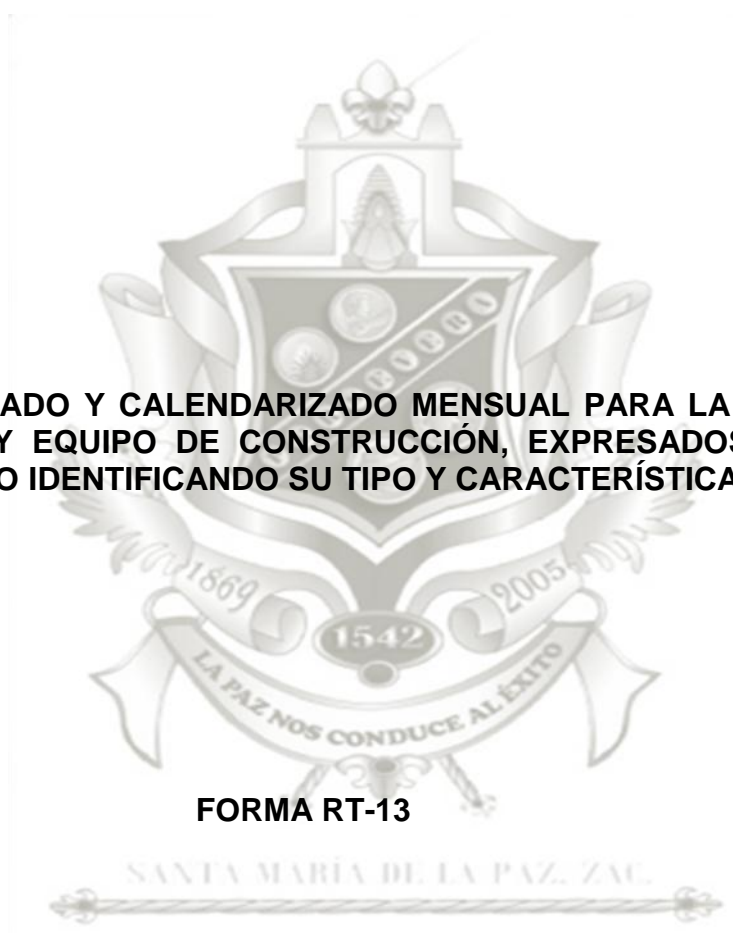 ADO Y CALENDARIZADO MENSUAL PARA LA
Y EQUIPO DE CONSTRUCCIÓN, EXPRESADOS
O IDENTIFICANDO SU TIPO Y CARACTERÍSTICA
1869
2005
1542
LA PAZ NOS CONDUCE AL ÉXITO
FORMA RT-13
SANTA MARÍA DE LA PAZ. ZAC.